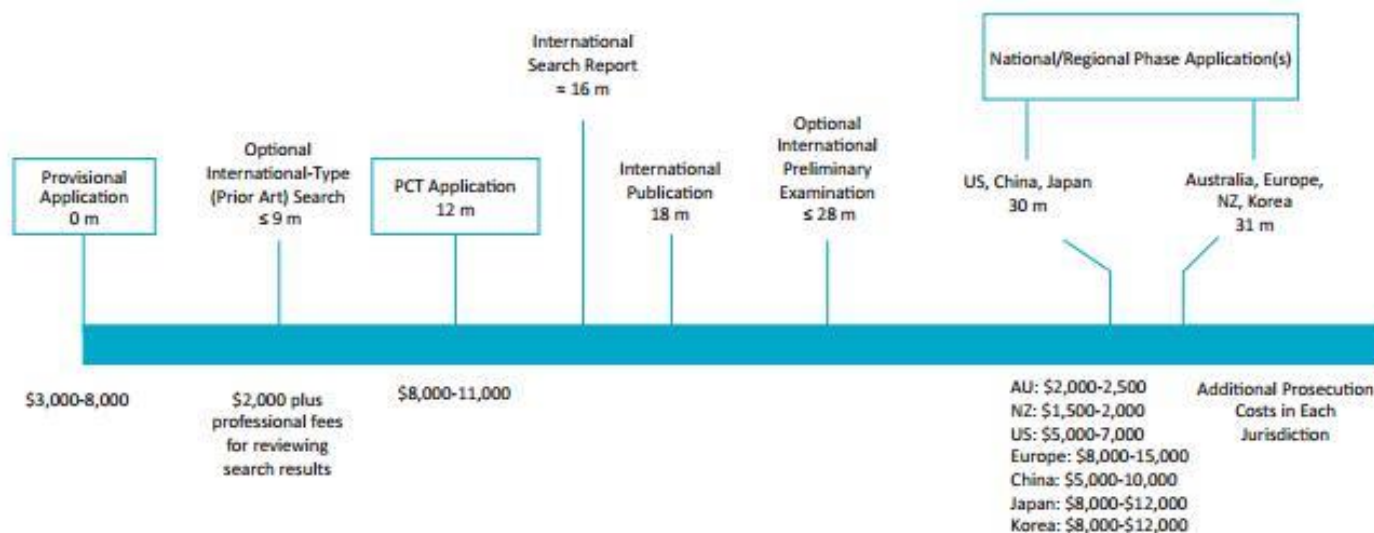 International
Search Report
= 16 m
National/Regional Phase Application(s)
Provisional
Application
0 m
Optional
International-Type
(Prior Art) Search
≤ 9 m
PCT Application
12 m
International
Publication
18 m
Optional
International
Preliminary
Examination
≤ 28 m
US, China, Japan
30 m
Australia, Europe,
NZ, Korea
31 m
$3,000-8,000
$2,000 plus
professional fees
for reviewing
search results
$8,000-11,000
AU: $2,000-2,500
NZ: $1,500-2,000
US: $5,000-7,000
Europe: $8,000-15,000
China: $5,000-10,000
Japan: $8,000-$12,000
Korea: $8,000-$12,000
Additional Prosecution
Costs in Each
Jurisdiction